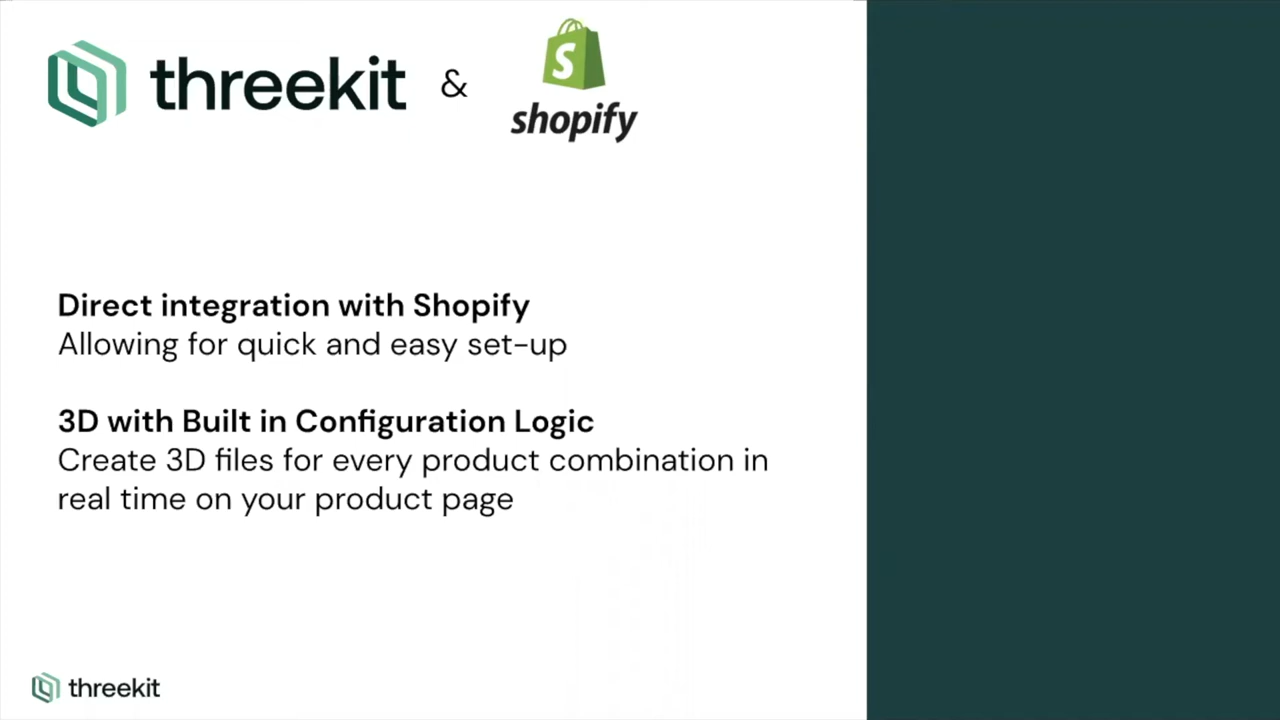 threekit & shopify
Direct integration with Shopify
Allowing for quick and easy set-up
3D with Built in Configuration Logic
Create 3D files for every product combination in
real time on your product page
threekit